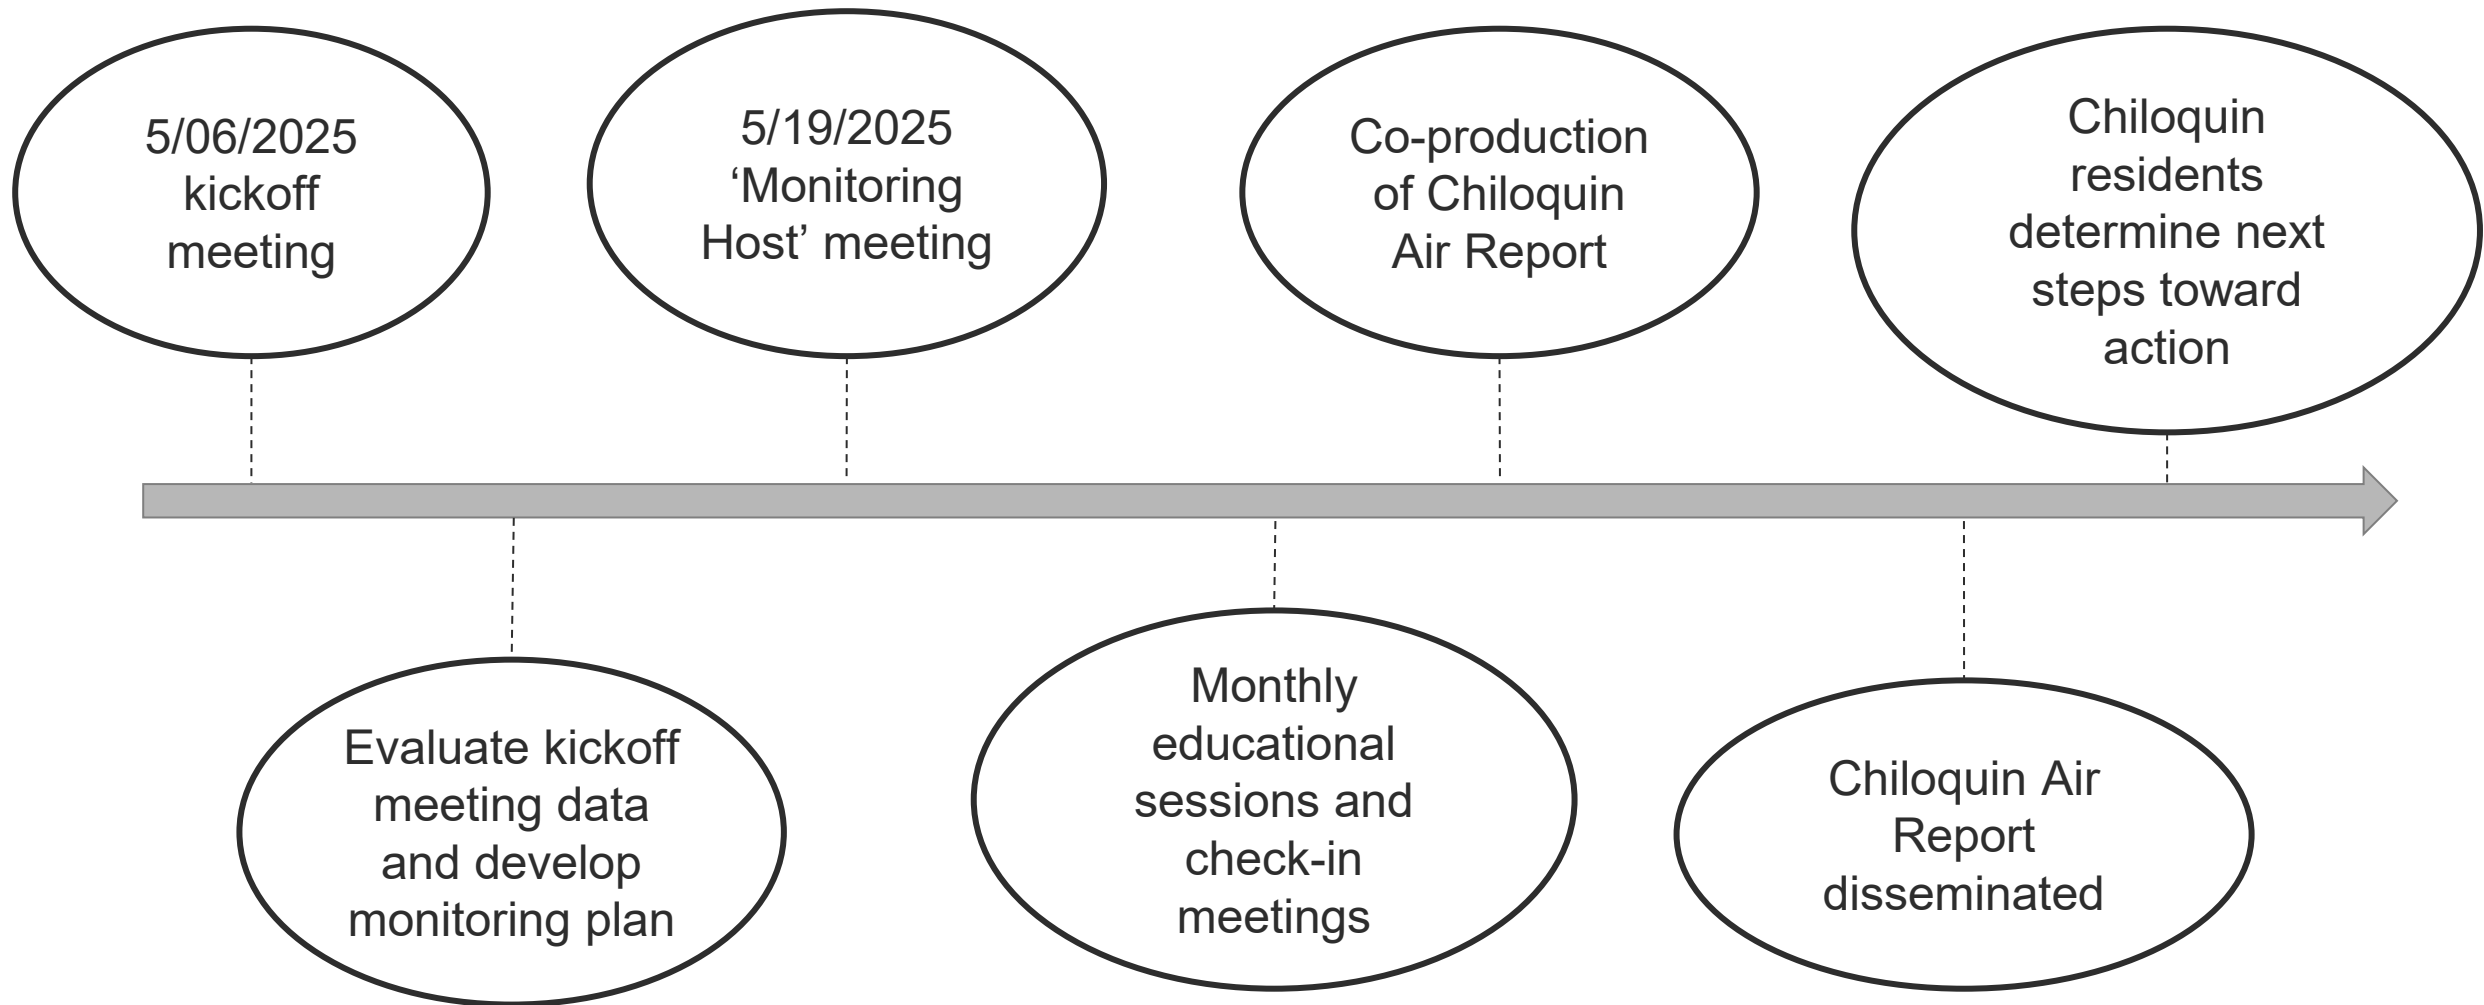 5/06/2025
kickoff
meeting
5/19/2025
‘Monitoring
Host’ meeting
Co-production
of Chiloquin
Air Report
Chiloquin
residents
determine next
steps toward
action
Evaluate kickoff
meeting data
and develop
monitoring plan
Monthly
educational
sessions and
check-in
meetings
Chiloquin Air
Report
disseminated